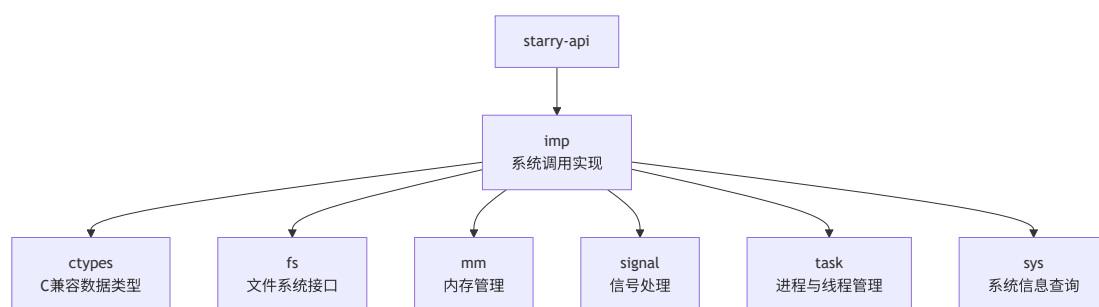 starry-api
imp
系统调用实现
ctypes
C兼容数据类型
fs
文件系统接口
mm
内存管理
signal
信号处理
task
进程与线程管理
sys
系统信息查询